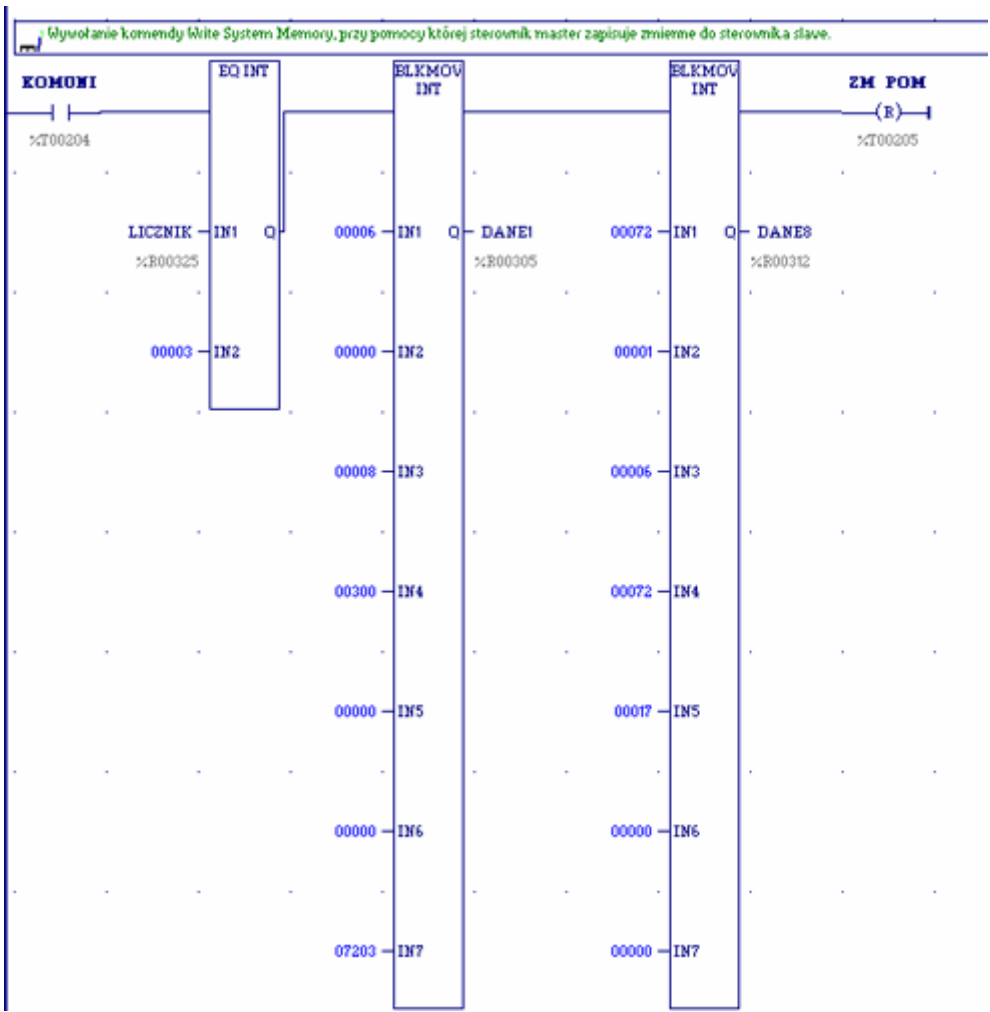 Wywołanie komendy Write System Memory, przy pomocy której sterownik master zapisuje zmienne do sterownika slave.
EQ INT BLKMOV INT BLKMOV INT
KOMUNI ZM POM
(R)
%T00204 %T00205
LICZNIK IN1 Q 00006 IN1 Q DANE1 00072 IN1 Q DANE8
%R00325 %R00305 %R00312
00003 IN2 00000 IN2 00001 IN2
00008 IN3 00006 IN3
00300 IN4 00072 IN4
00000 IN5 00017 IN5
00000 IN6 00000 IN6
07203 IN7 00000 IN7